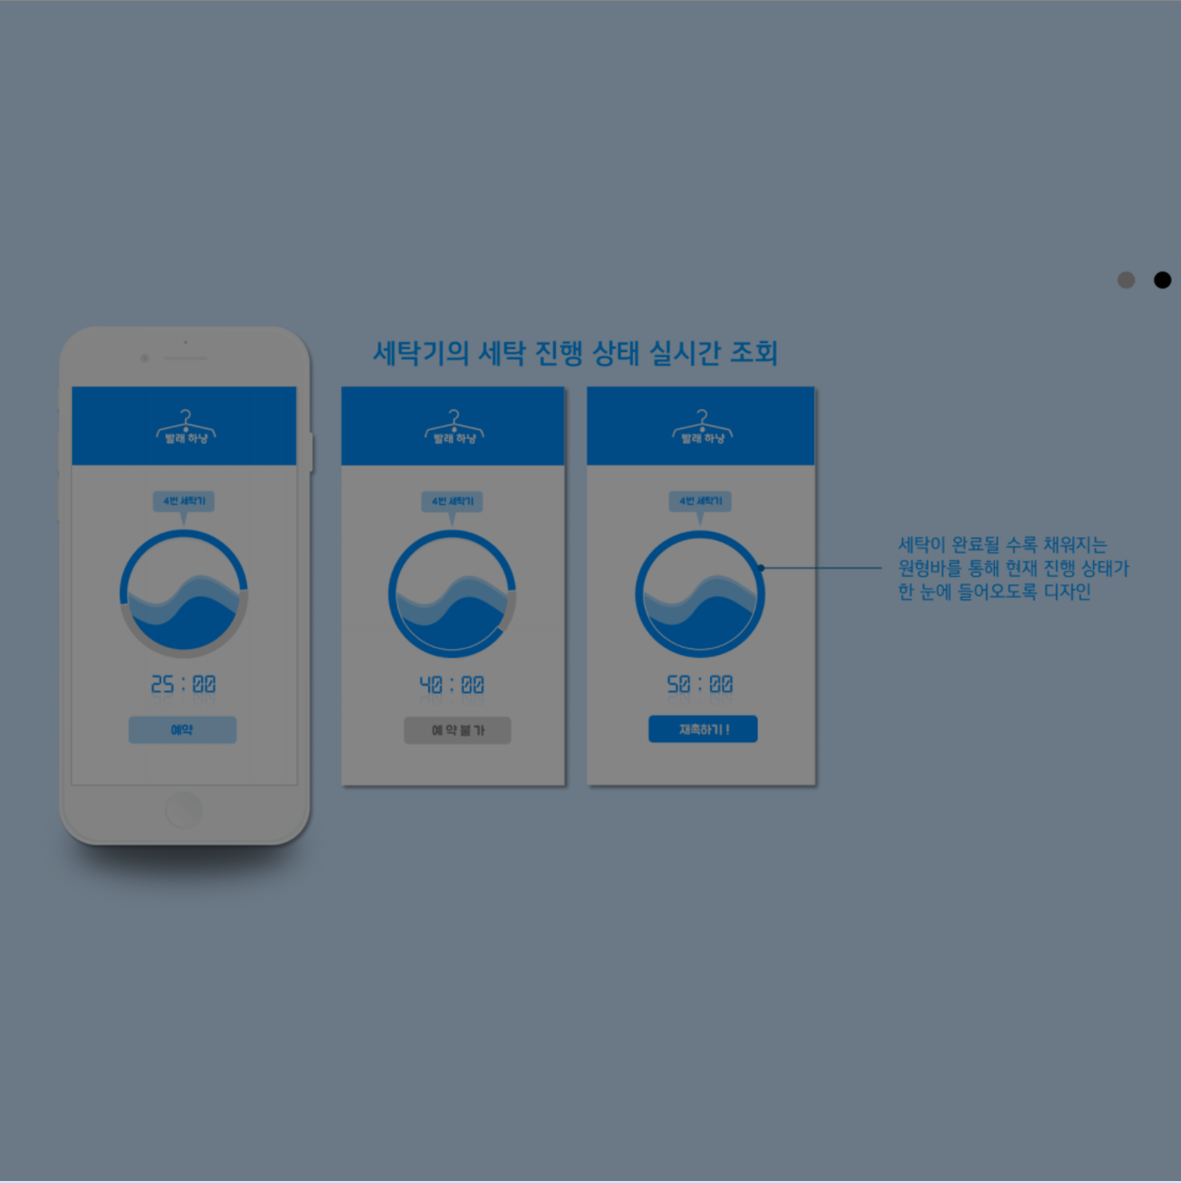 세탁기의 세탁 진행 상태 실시간 조회
빨래 하냥
4번 세탁기
25 : 00
예약
빨래 하냥
4번 세탁기
40 : 00
예 약 불 가
빨래 하냥
4번 세탁기
50 : 00
재촉하기 !
세탁이 완료될 수록 채워지는
원형바를 통해 현재 진행 상태가
한 눈에 들어오도록 디자인